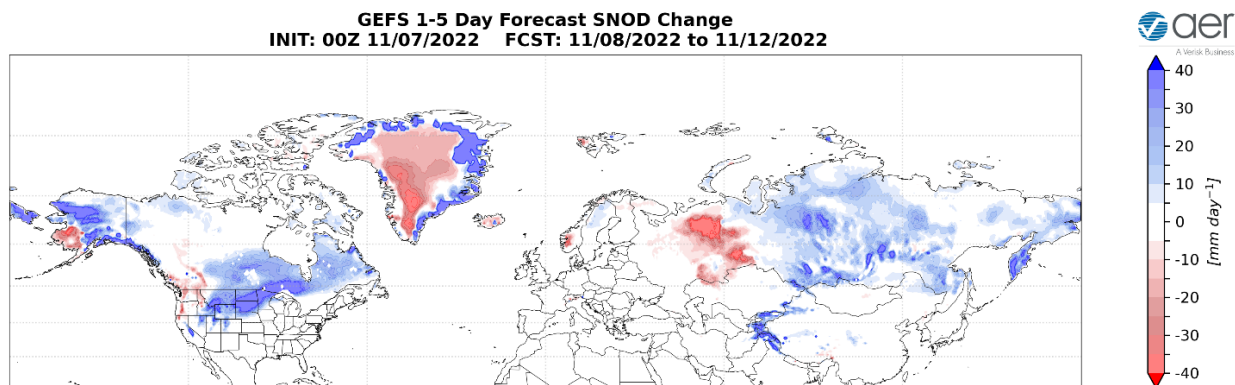 GEFS 1-5 Day Forecast SNOD Change
INIT: 00Z 11/07/2022 FCST: 11/08/2022 to 11/12/2022
aer
A Verisk Business
40
30
20
10
0
-10
-20
-30
-40
[mm day⁻¹]